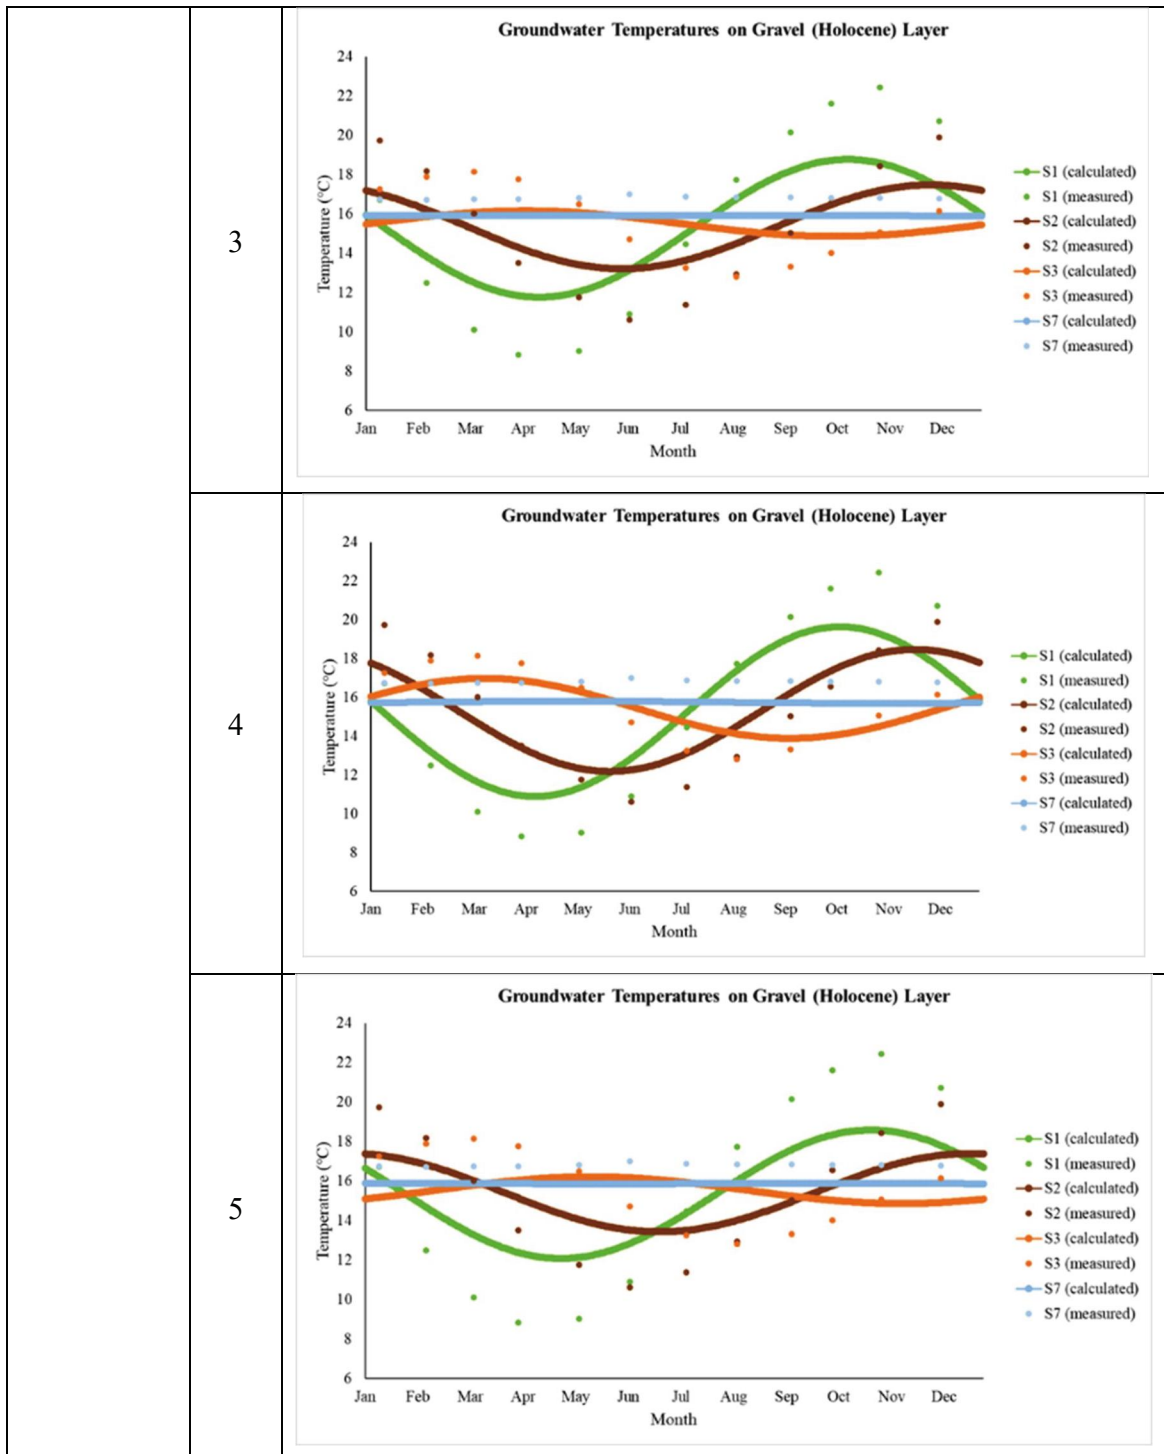 3
Groundwater Temperatures on Gravel (Holocene) Layer
24
22
20
18
16
14
12
10
8
6
Temperature (°C)
Jan Feb Mar Apr May Jun Jul Aug Sep Oct Nov Dec
Month
S1 (calculated)
S1 (measured)
S2 (calculated)
S2 (measured)
S3 (calculated)
S3 (measured)
S7 (calculated)
S7 (measured)
4
Groundwater Temperatures on Gravel (Holocene) Layer
24
22
20
18
16
14
12
10
8
6
Temperature (°C)
Jan Feb Mar Apr May Jun Jul Aug Sep Oct Nov Dec
Month
S1 (calculated)
S1 (measured)
S2 (calculated)
S2 (measured)
S3 (calculated)
S3 (measured)
S7 (calculated)
S7 (measured)
5
Groundwater Temperatures on Gravel (Holocene) Layer
24
22
20
18
16
14
12
10
8
6
Temperature (°C)
Jan Feb Mar Apr May Jun Jul Aug Sep Oct Nov Dec
Month
S1 (calculated)
S1 (measured)
S2 (calculated)
S2 (measured)
S3 (calculated)
S3 (measured)
S7 (calculated)
S7 (measured)